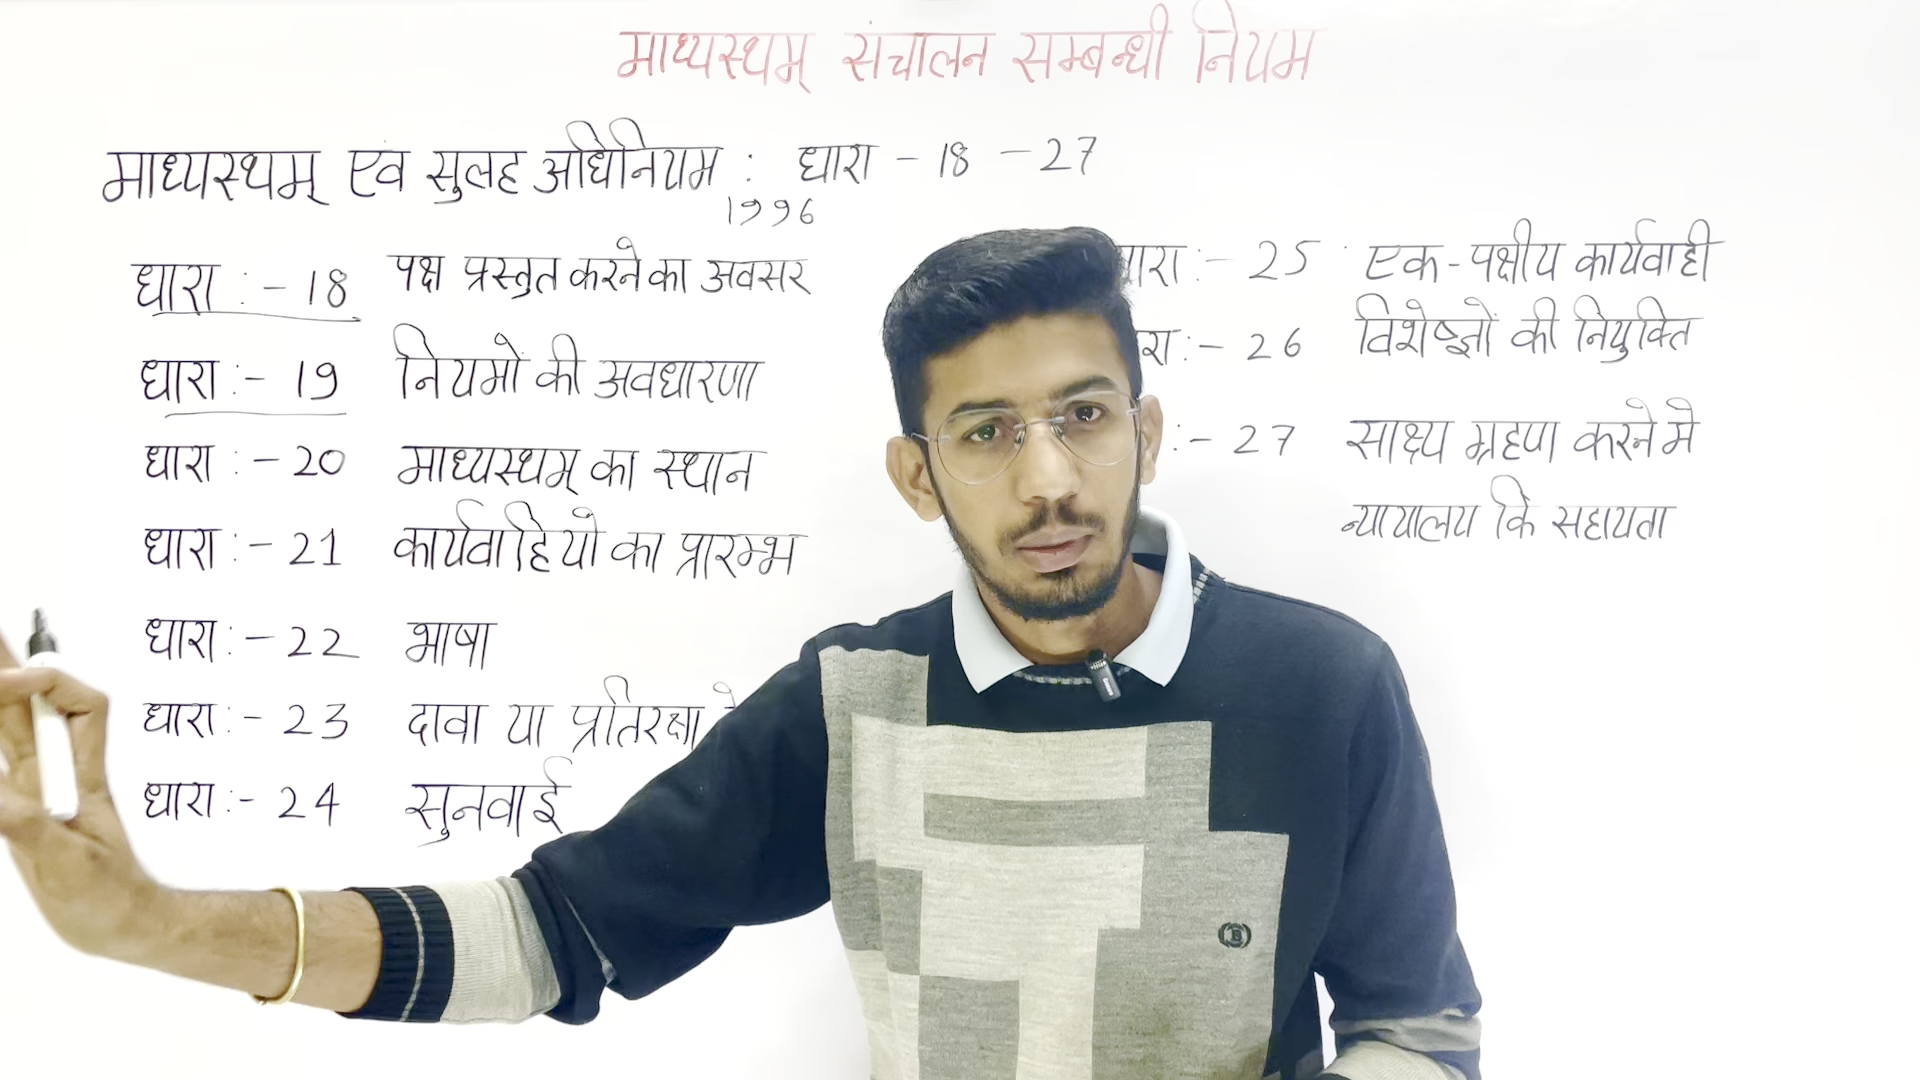 माध्यस्थम् संचालन सम्बन्धी नियम
माध्यस्थम् एवं सुलह अधिनियम : धारा - 18 - 27
1996
धारा :- 18 पक्ष प्रस्तुत करने का अवसर
धारा :- 19 नियमों की अवधारणा
धारा :- 20 माध्यस्थम् का स्थान
धारा :- 21 कार्यवाहियों का प्रारम्भ
धारा :- 22 भाषा
धारा :- 23 दावा या प्रतिरक्षा
धारा :- 24 सुनवाई
धारा :- 25 एक-पक्षीय कार्यवाही
:- 26 विशेषज्ञों की नियुक्ति
:- 27 साक्ष्य ग्रहण करने में
न्यायालय कि सहायता
B